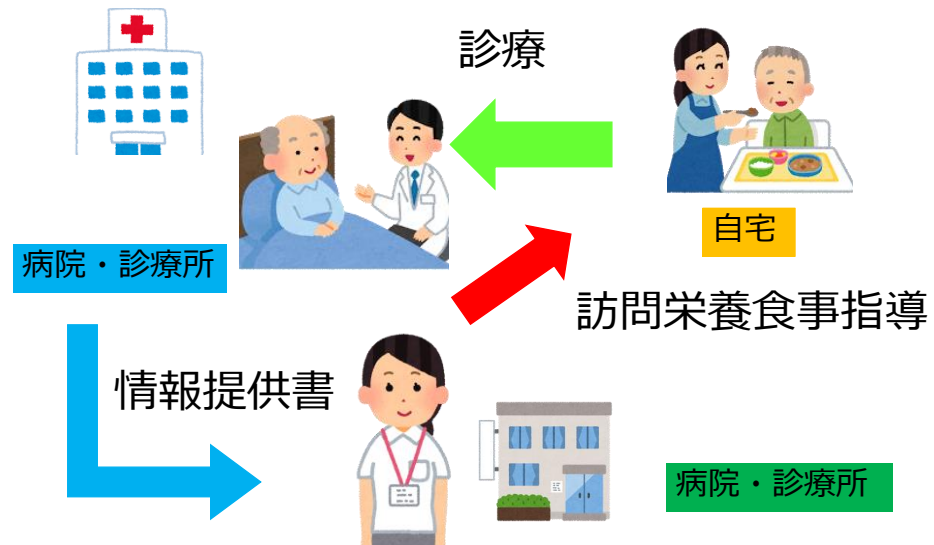 診療
自宅
病院・診療所
訪問栄養食事指導
情報提供書
病院・診療所